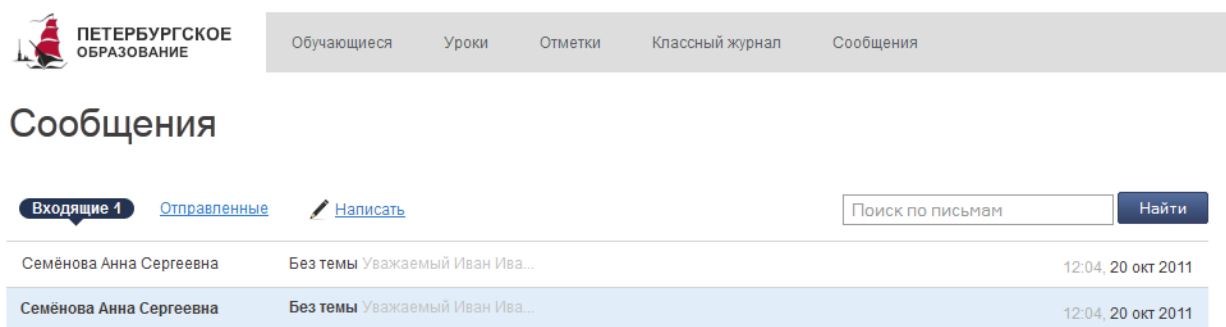 ПЕТЕРБУРГСКОЕ
ОБРАЗОВАНИЕ
Обучающиеся Уроки Отметки Классный журнал Сообщения
Сообщения
Входящие 1 Отправленные Написать Поиск по письмам Найти
Семёнова Анна Сергеевна Без темы Уважаемый Иван Ива... 12:04, 20 окт 2011
Семёнова Анна Сергеевна Без темы Уважаемый Иван Ива... 12:04, 20 окт 2011